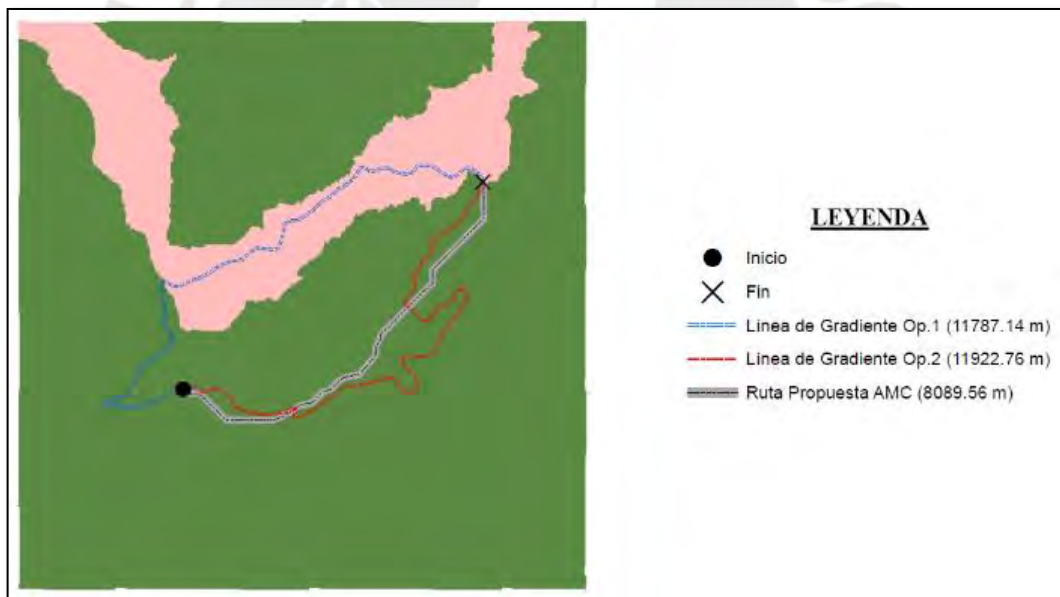 LEYENDA
Inicio
Fin
Linea de Gradiente Op.1 (11787.14 m)
Linea de Gradiente Op.2 (11922.76 m)
Ruta Propuesta AMC (8089.56 m)